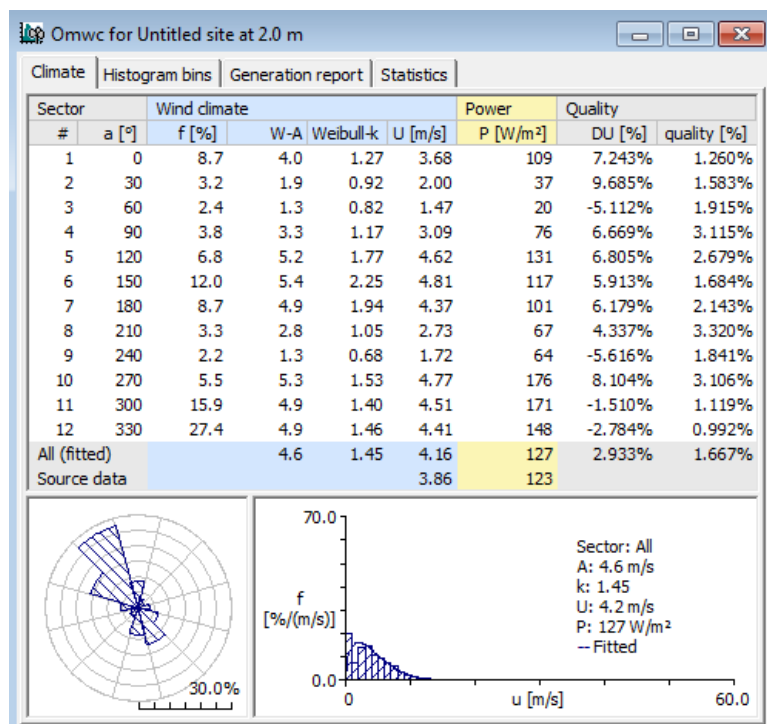 Omwc for Untitled site at 2.0 m
Climate Histogram bins Generation report Statistics
Sector Wind climate Power Quality
# a [°] f [%] W-A Weibull-k U [m/s] P [W/m²] DU [%] quality [%]
1 0 8.7 4.0 1.27 3.68 109 7.243% 1.260%
2 30 3.2 1.9 0.92 2.00 37 9.685% 1.583%
3 60 2.4 1.3 0.82 1.47 20 -5.112% 1.915%
4 90 3.8 3.3 1.17 3.09 76 6.669% 3.115%
5 120 6.8 5.2 1.77 4.62 131 6.805% 2.679%
6 150 12.0 5.4 2.25 4.81 117 5.913% 1.684%
7 180 8.7 4.9 1.94 4.37 101 6.179% 2.143%
8 210 3.3 2.8 1.05 2.73 67 4.337% 3.320%
9 240 2.2 1.3 0.68 1.72 64 -5.616% 1.841%
10 270 5.5 5.3 1.53 4.77 176 8.104% 3.106%
11 300 15.9 4.9 1.40 4.51 171 -1.510% 1.119%
12 330 27.4 4.9 1.46 4.41 148 -2.784% 0.992%
All (fitted) 4.6 1.45 4.16 127 2.933% 1.667%
Source data 3.86 123
30.0%
70.0
f
[%/(m/s)]
0.0
0 u [m/s] 60.0
Sector: All
A: 4.6 m/s
k: 1.45
U: 4.2 m/s
P: 127 W/m²
-- Fitted